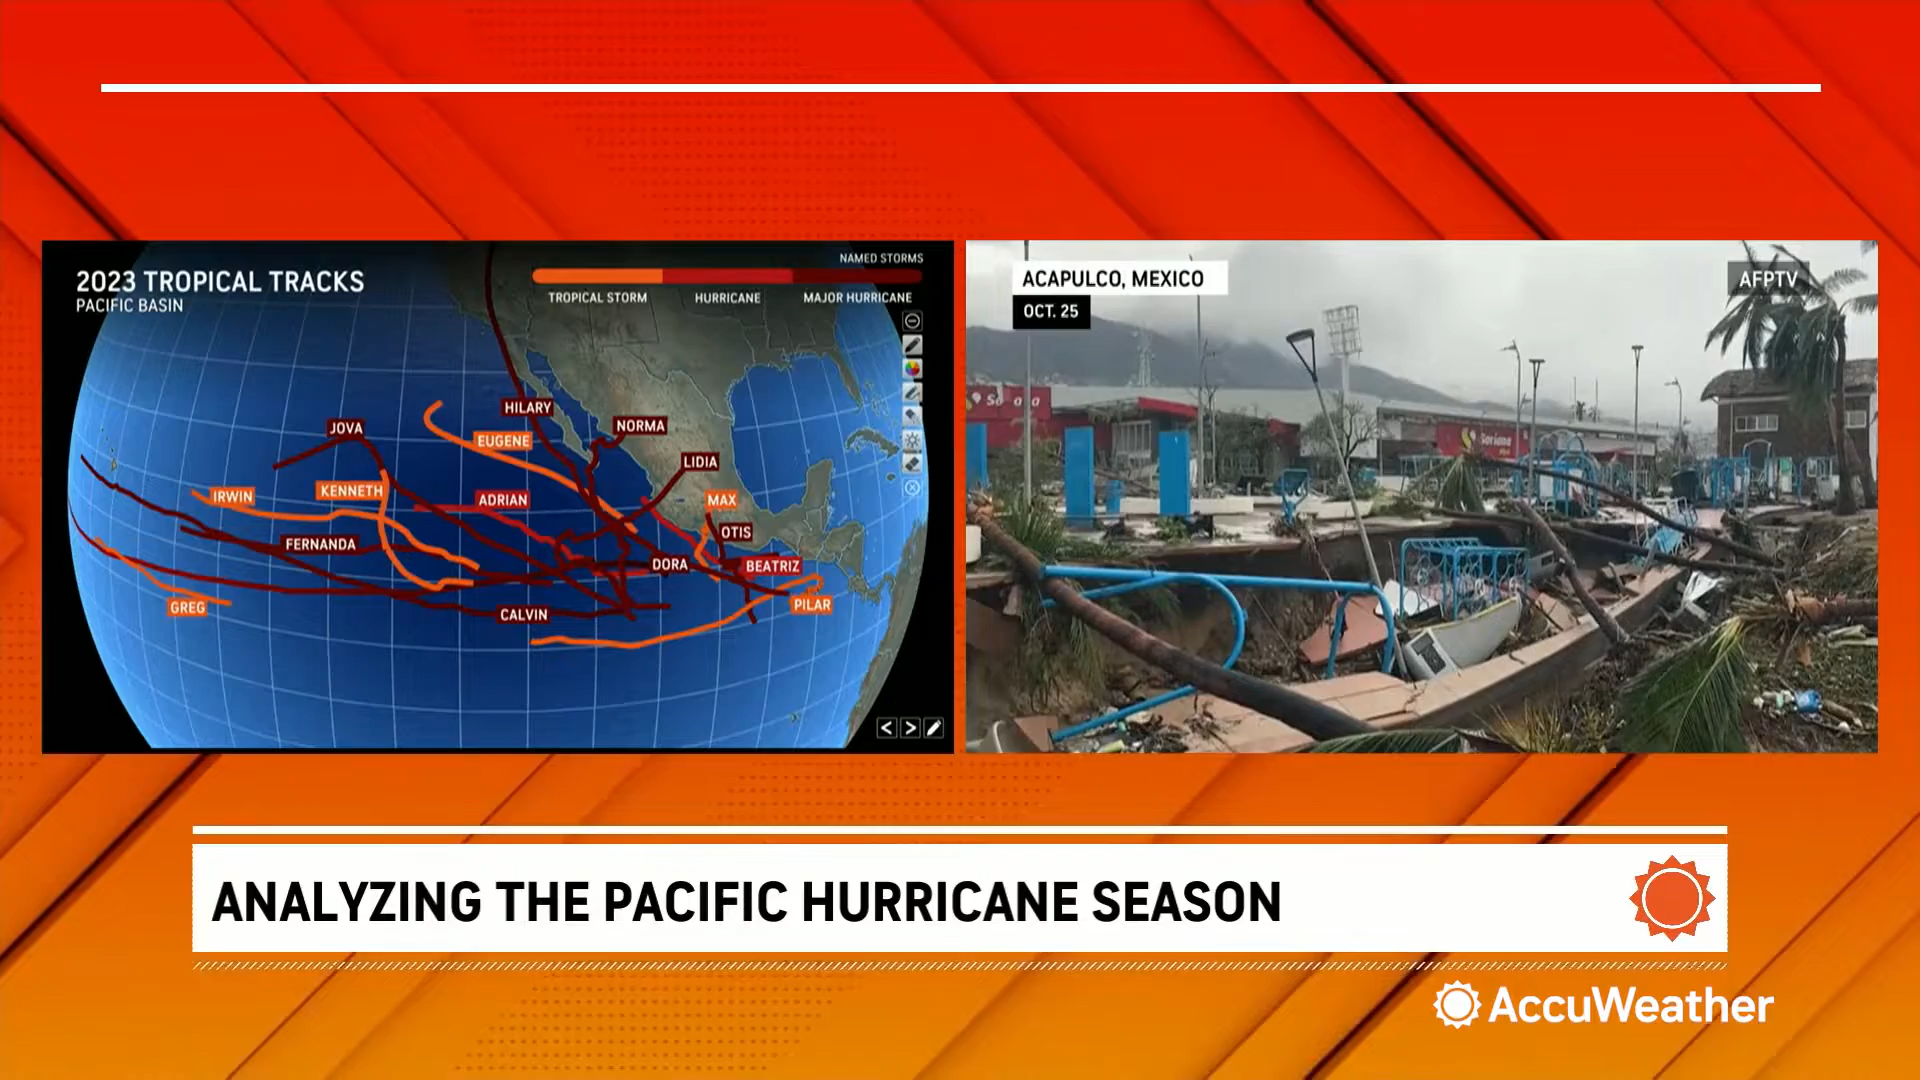 2023 TROPICAL TRACKS
PACIFIC BASIN
NAMED STORMS
TROPICAL STORM
HURRICANE
MAJOR HURRICANE
HILARY
JOVA
EUGENE
NORMA
LIDIA
IRWIN
KENNETH
ADRIAN
MAX
OTIS
FERNANDA
DORA
BEATRIZ
GREG
CALVIN
PILAR
ACAPULCO, MEXICO
OCT. 25
AFPTV
Soriana
ANALYZING THE PACIFIC HURRICANE SEASON
AccuWeather